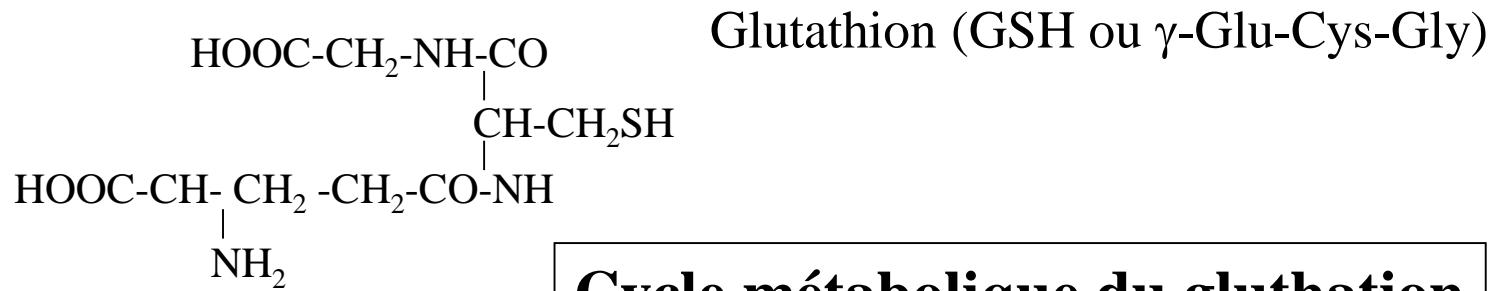 Glutathion (GSH ou γ-Glu-Cys-Gly)
HOOC-CH₂-NH-CO
CH-CH₂SH
HOOC-CH- CH₂ -CH₂-CO-NH
NH₂
Cycle métabolique du gluthation